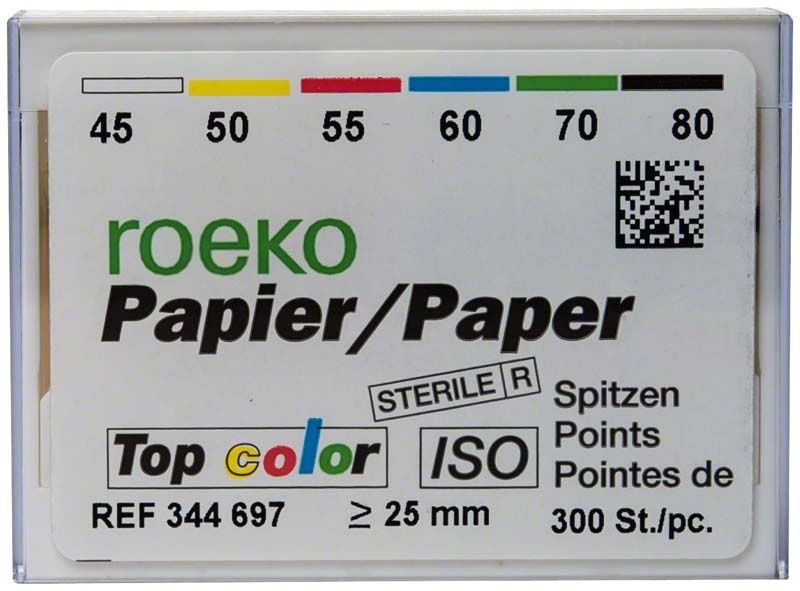 45 50 55 60 70 80
roeko
Papier/Paper
STERILE R
Spitzen
Points
Pointes de
Top color
ISO
REF 344 697
≥ 25 mm
300 St./pc.